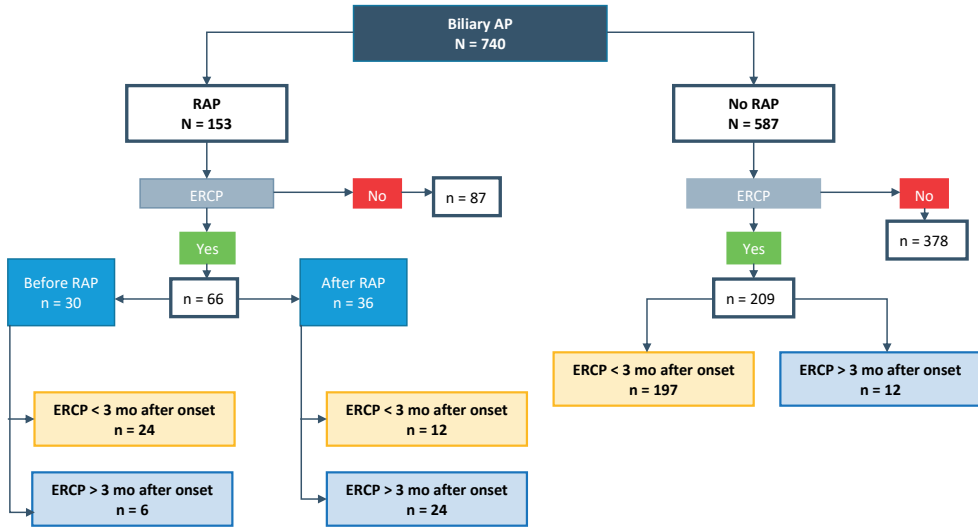 Biliary AP
N = 740
RAP
N = 153
No RAP
N = 587
ERCP
No
n = 87
ERCP
No
n = 378
Yes
Yes
Before RAP
n = 30
n = 66
After RAP
n = 36
n = 209
ERCP < 3 mo after onset
n = 197
ERCP > 3 mo after onset
n = 12
ERCP < 3 mo after onset
n = 24
ERCP < 3 mo after onset
n = 12
ERCP > 3 mo after onset
n = 6
ERCP > 3 mo after onset
n = 24